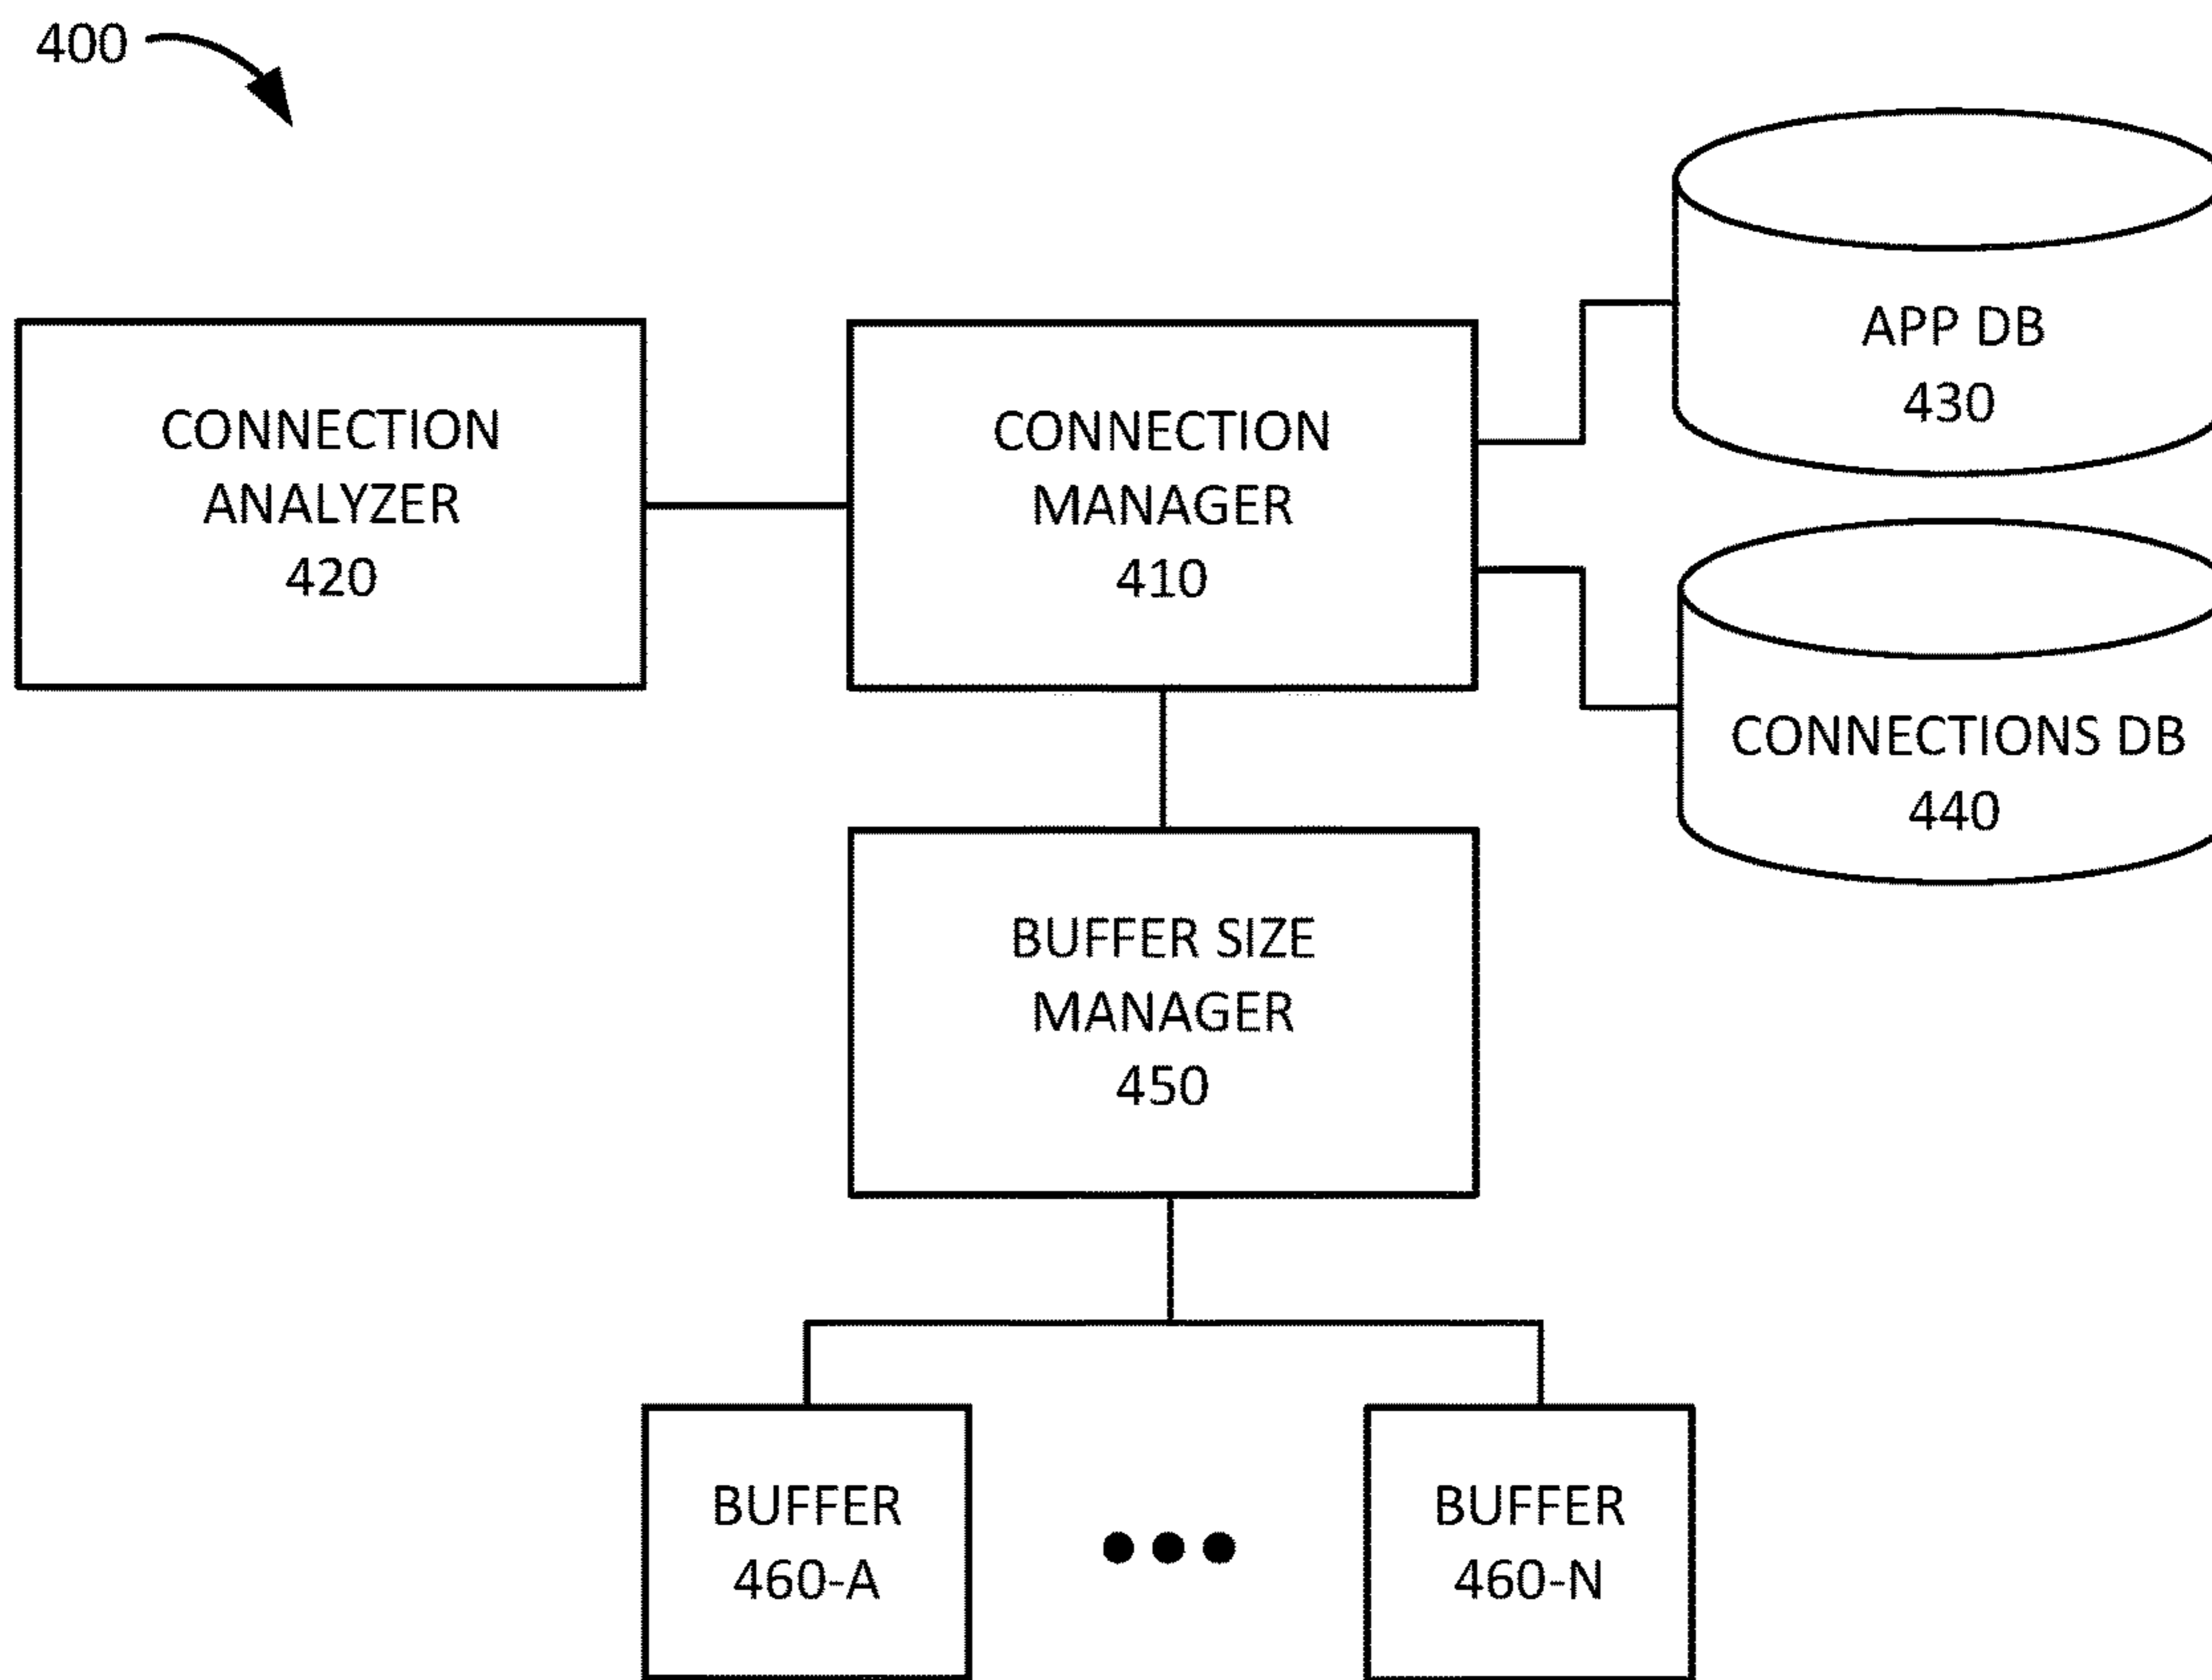 400
APP DB
430
CONNECTION
ANALYZER
420
CONNECTION
MANAGER
410
CONNECTIONS DB
440
BUFFER SIZE
MANAGER
450
BUFFER
460-A
BUFFER
460-N